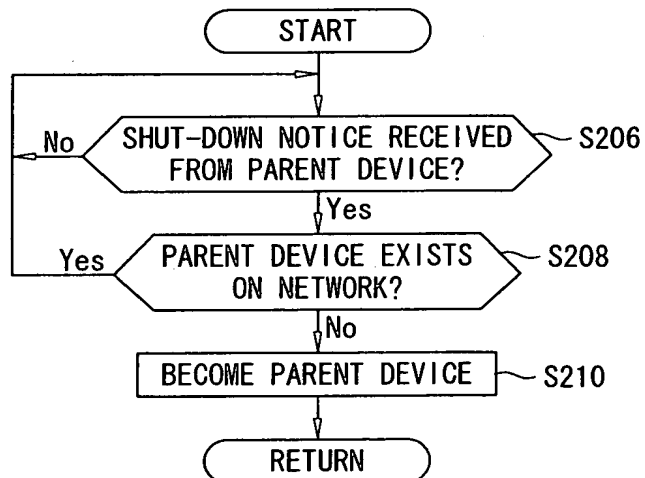 START
SHUT-DOWN NOTICE RECEIVED
FROM PARENT DEVICE?
S206
No
Yes
PARENT DEVICE EXISTS
ON NETWORK?
S208
Yes
No
BECOME PARENT DEVICE
S210
RETURN